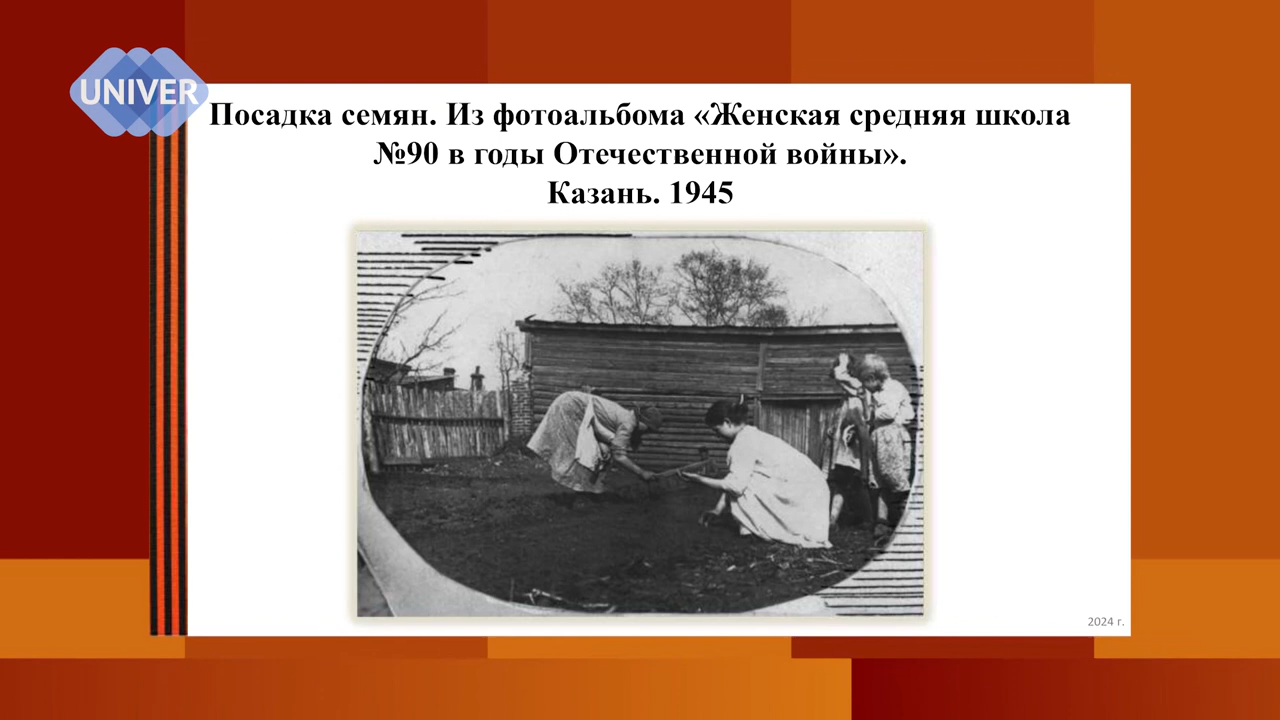 UNIVER
Посадка семян. Из фотоальбома «Женская средняя школа
№90 в годы Отечественной войны».
Казань. 1945
2024 г.